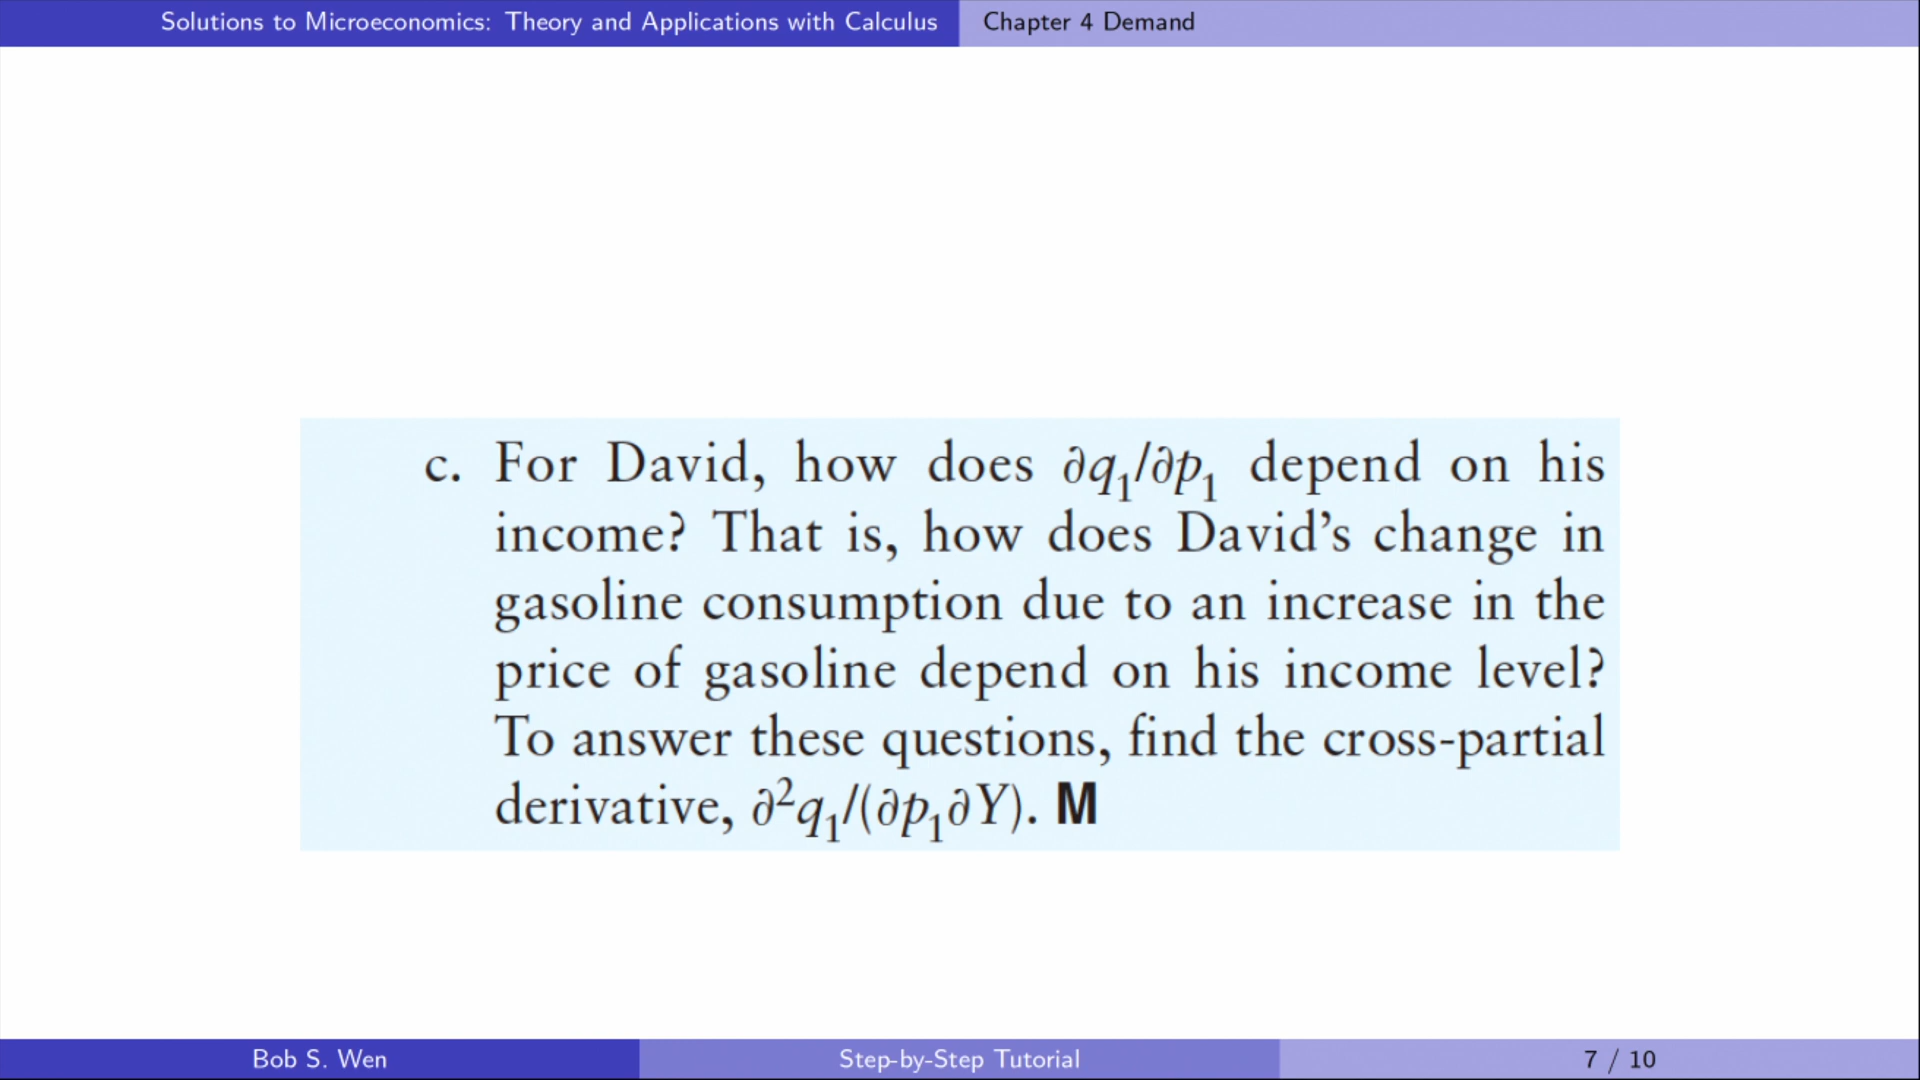 Solutions to Microeconomics: Theory and Applications with Calculus Chapter 4 Demand
c. For David, how does ∂q₁/∂p₁ depend on his
income? That is, how does David’s change in
gasoline consumption due to an increase in the
price of gasoline depend on his income level?
To answer these questions, find the cross-partial
derivative, ∂²q₁/(∂p₁∂Y). M
Bob S. Wen Step-by-Step Tutorial 7 / 10